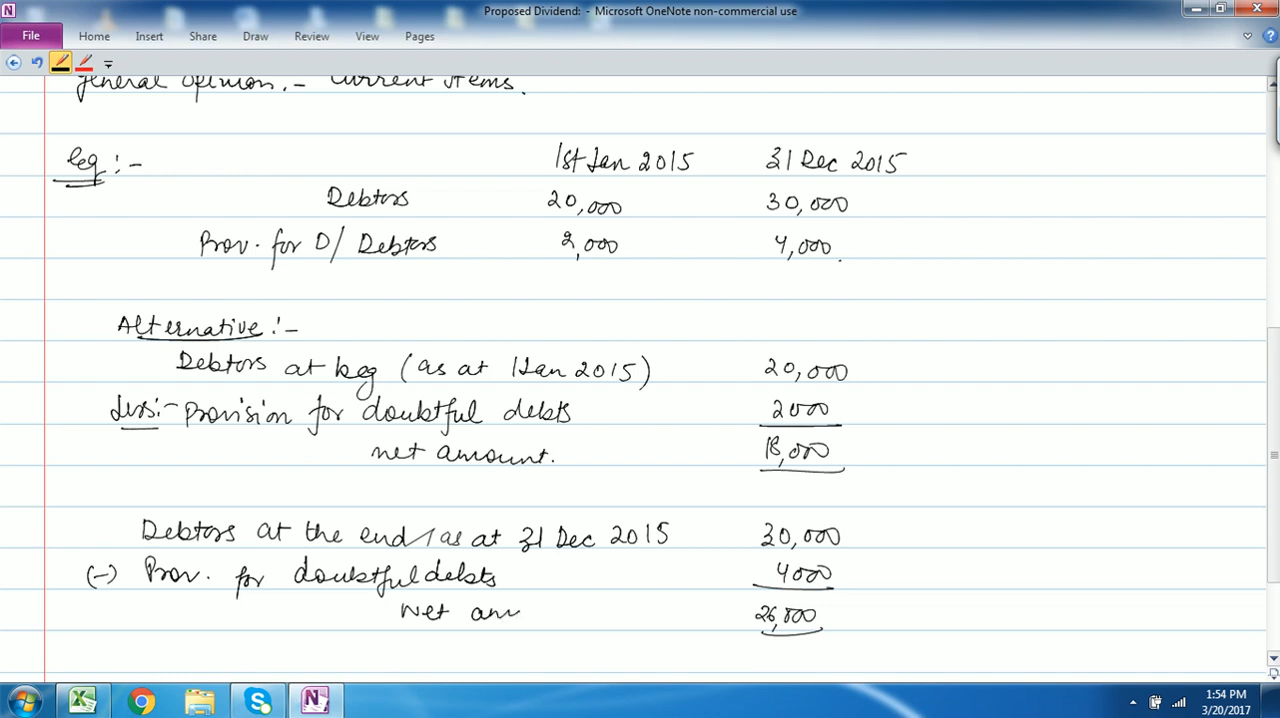 Proposed Dividend: - Microsoft OneNote non-commercial use
File Home Insert Share Draw Review View Pages
general opinion. - current items.
eg :- 1st Jan 2015 31 Dec 2015
Debtors 20,000 30,000
Prov. for D/ Debtors 2,000 4,000.
Alternative :-
Debtors at beg (as at 1 Jan 2015) 20,000
Less:- Provision for doubtful debts 2000
net amount. 18,000
Debtors at the end (as at 31 Dec 2015 30,000
(-) Prov. for doubtful debts 4000
Net am 26,000
1:54 PM
3/20/2017